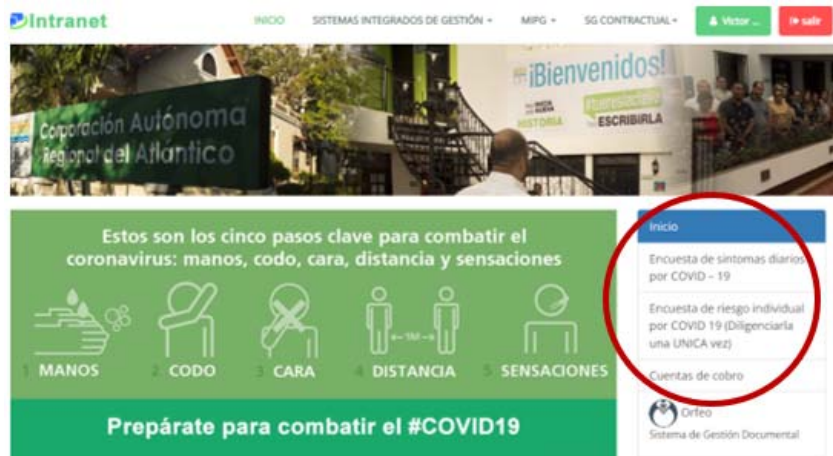 Intranet
INICIO
SISTEMAS INTEGRADOS DE GESTIÓN
MIPG
SG CONTRACTUAL
Victor ...
salir
Corporación Autónoma
Regional del Atlántico
¡Bienvenidos!
HISTORIA
ESCRIBIRLA
Estos son los cinco pasos clave para combatir el
coronavirus: manos, codo, cara, distancia y sensaciones
1M
1 MANOS
2 CODO
3 CARA
4 DISTANCIA
5 SENSACIONES
Prepárate para combatir el #COVID19
Inicio
Encuesta de sintomas diarios
por COVID – 19
Encuesta de riesgo individual
por COVID 19 (Diligenciarla
una UNICA vez)
Cuentas de cobro
Orfeo
Sistema de Gestión Documental